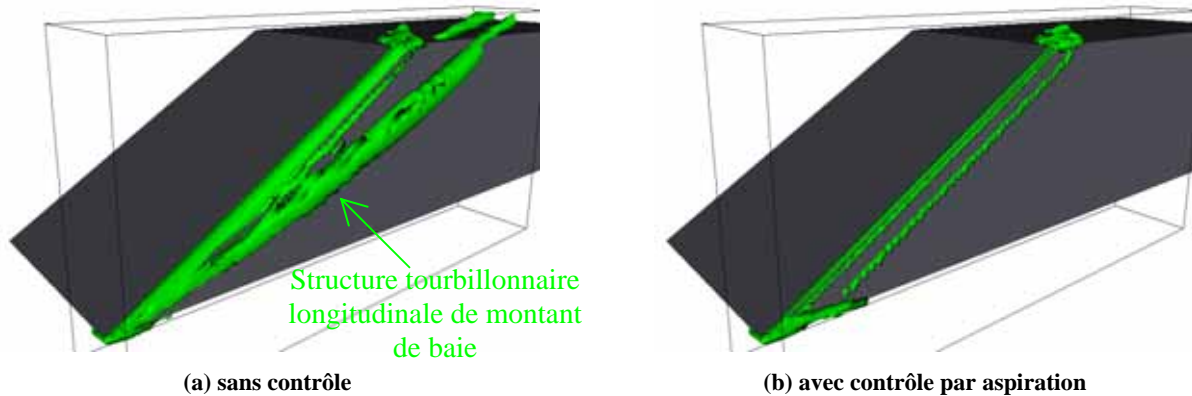 Structure tourbillonnaire
longitudinale de montant
de baie
(a) sans contrôle
(b) avec contrôle par aspiration